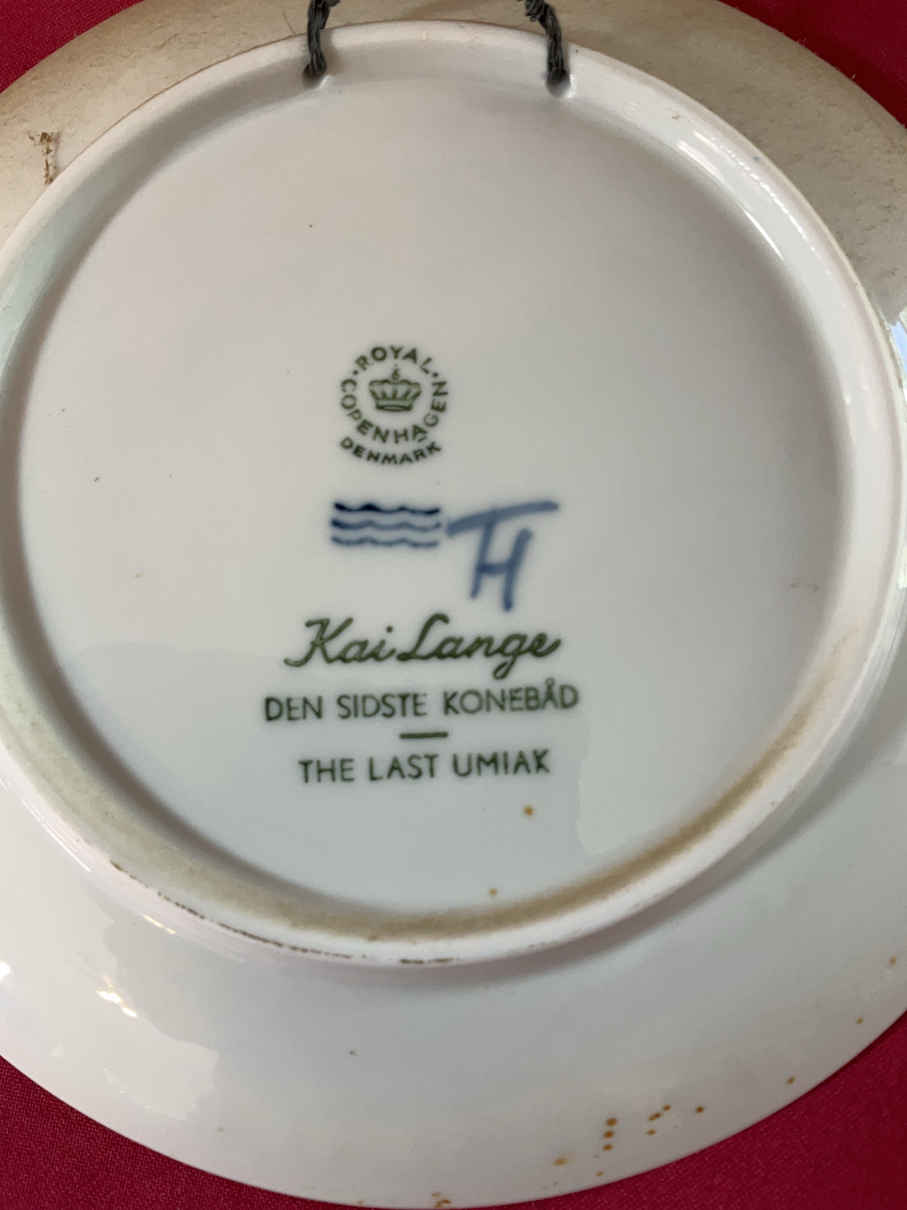 ROYAL
COPENHAGEN
DENMARK
TH
Kai Lange
DEN SIDSTE KONEBÅD
THE LAST UMIAK